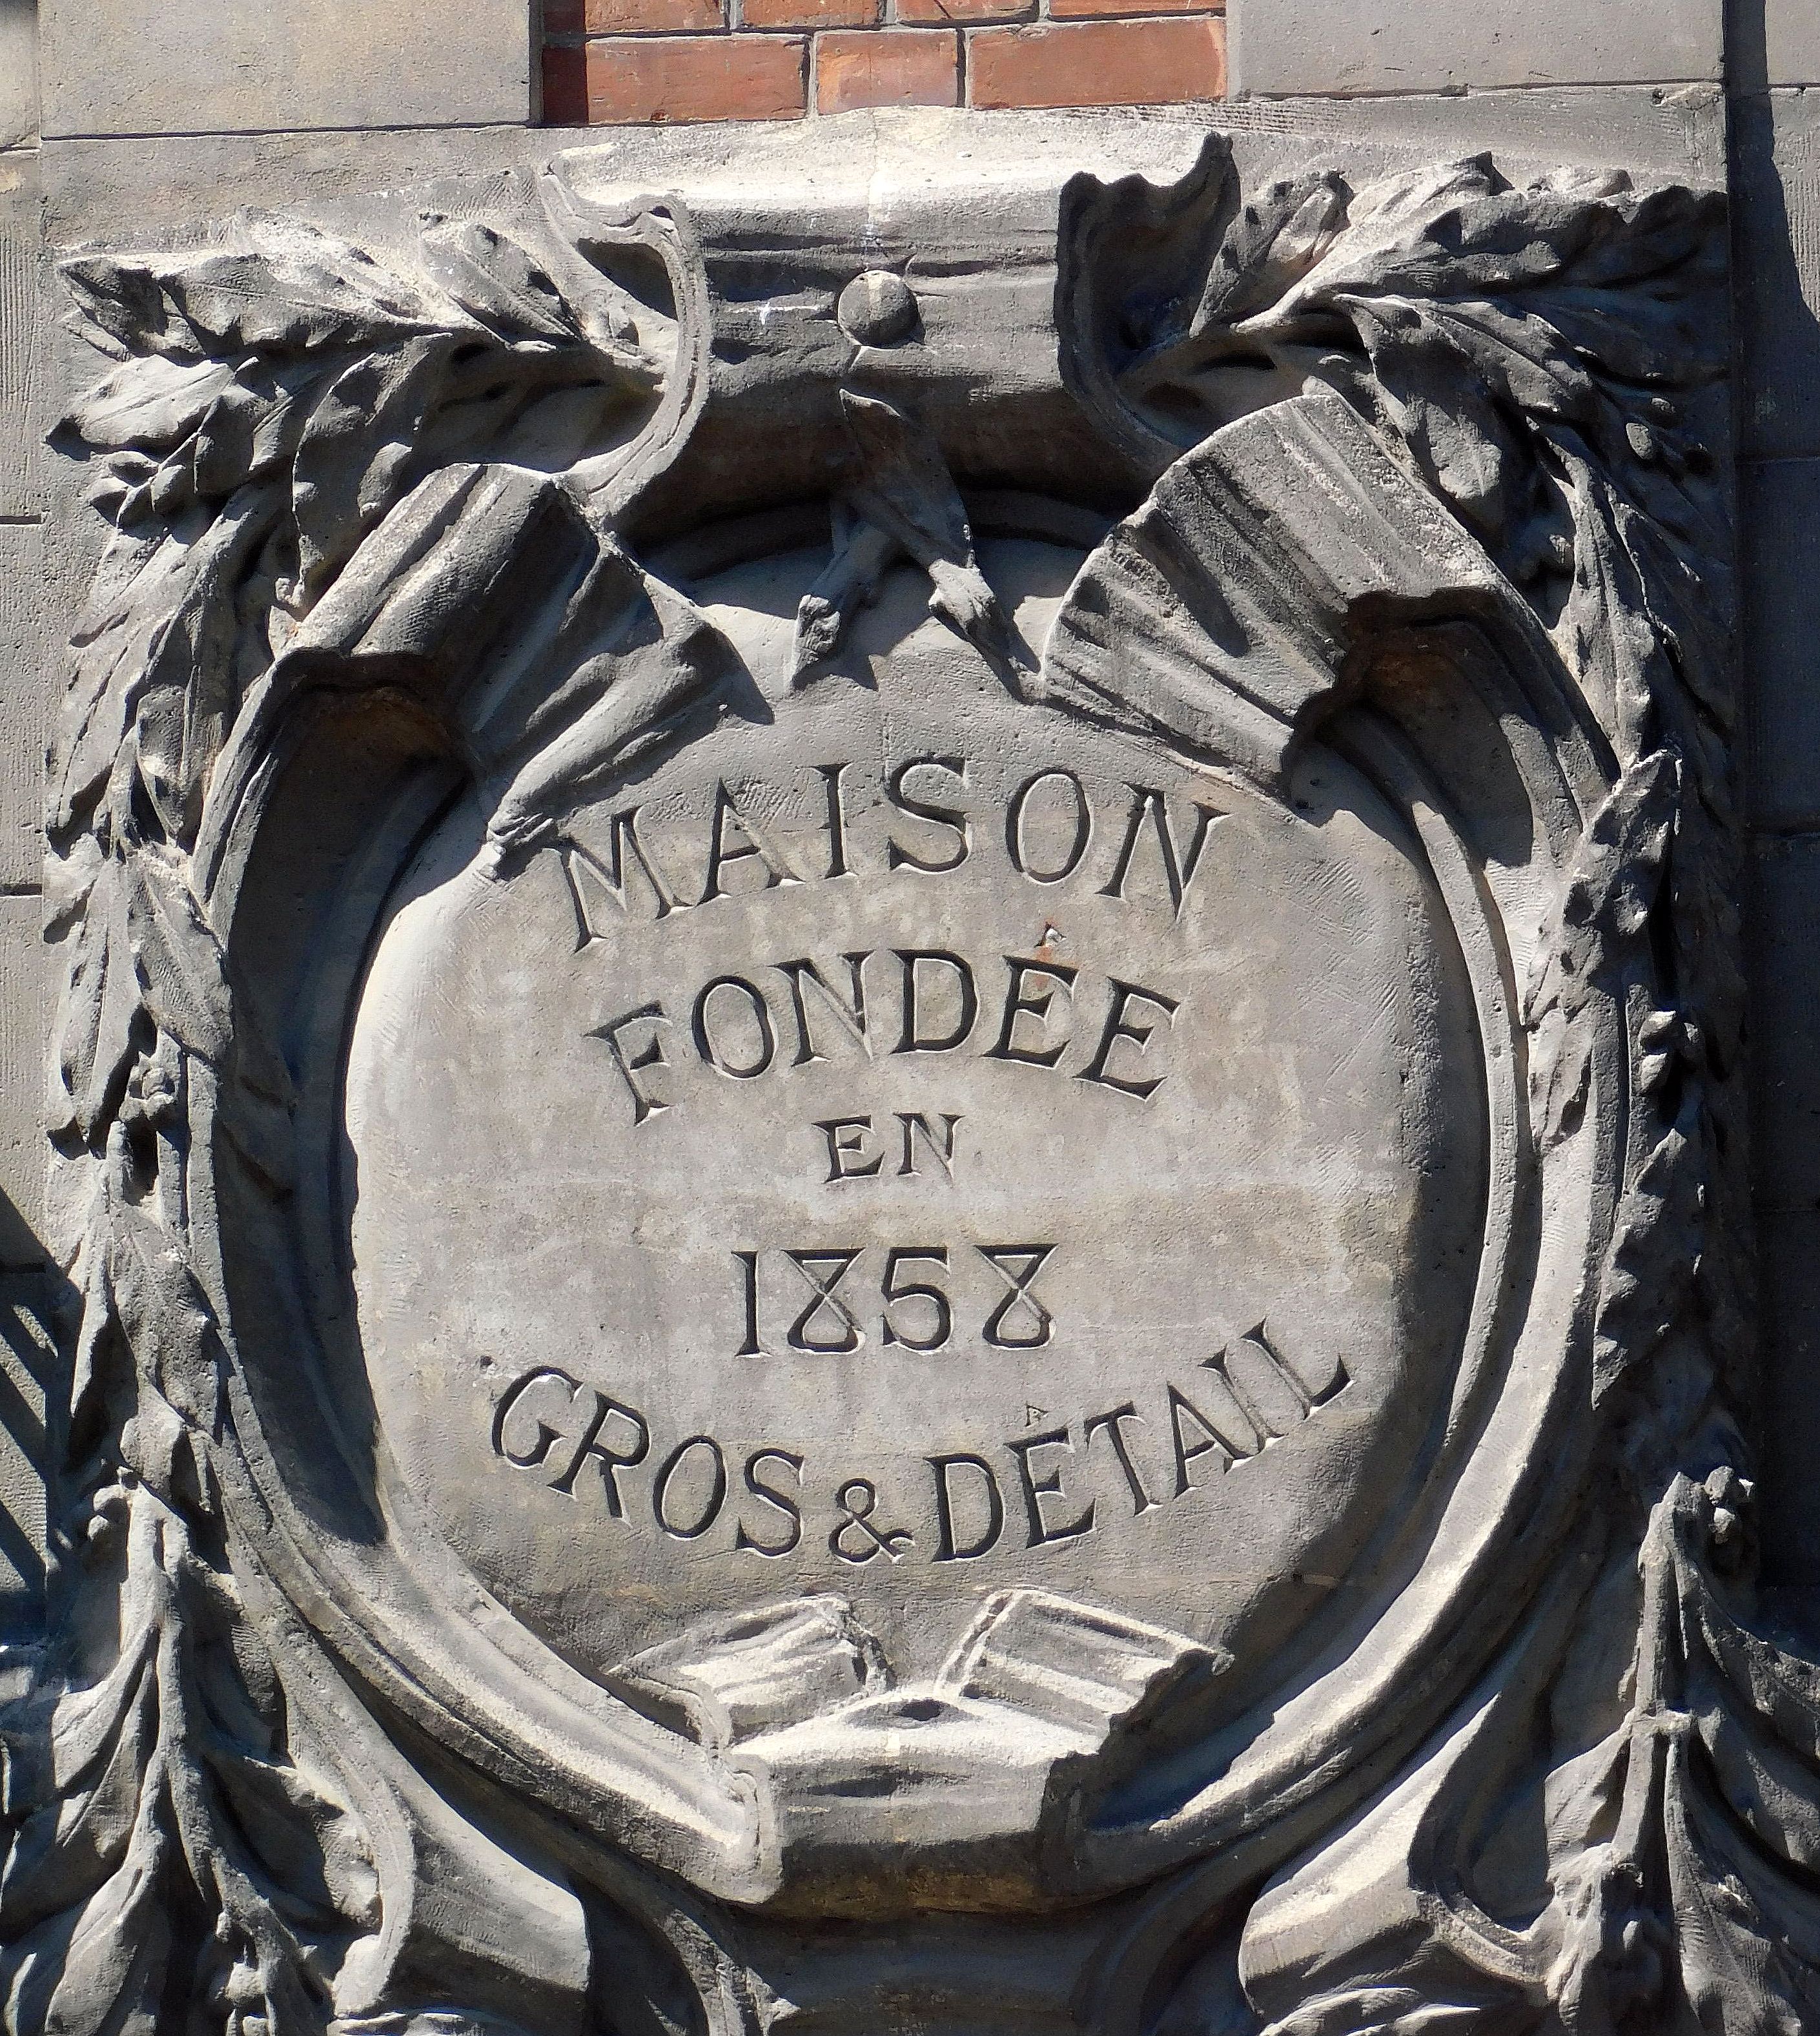 MAISON
FONDÉE
EN
1858
GROS & DÉTAIL